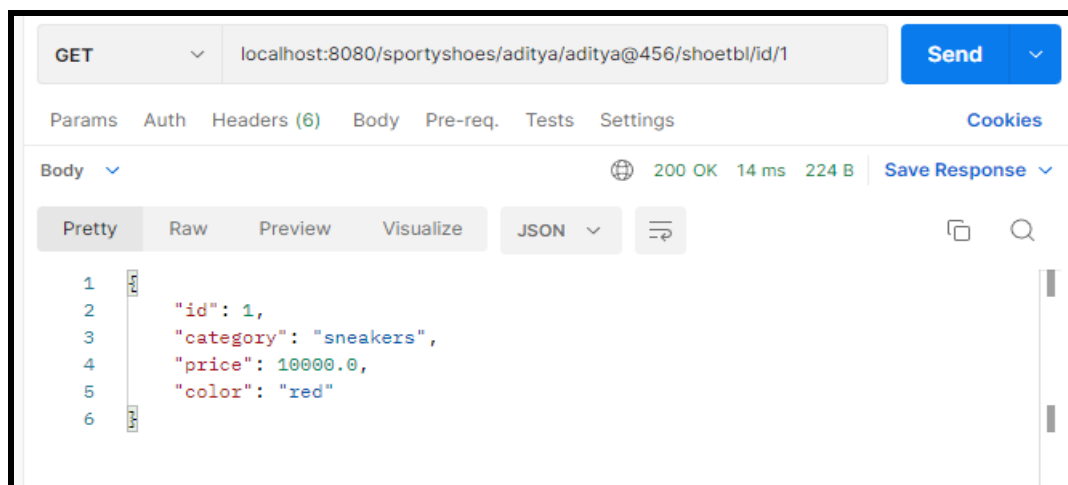 GET localhost:8080/sportyshoes/aditya/aditya@456/shoetbl/id/1 Send
Params Auth Headers (6) Body Pre-req. Tests Settings Cookies
Body 200 OK 14 ms 224 B Save Response
Pretty Raw Preview Visualize JSON
1 {
2 "id": 1,
3 "category": "sneakers",
4 "price": 10000.0,
5 "color": "red"
6 }